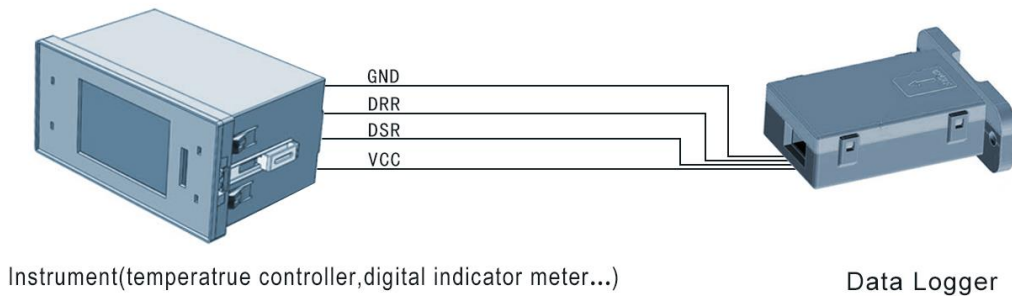 GND
DRR
DSR
VCC
Instrument(temperatrue controller,digital indicator meter...)
Data Logger